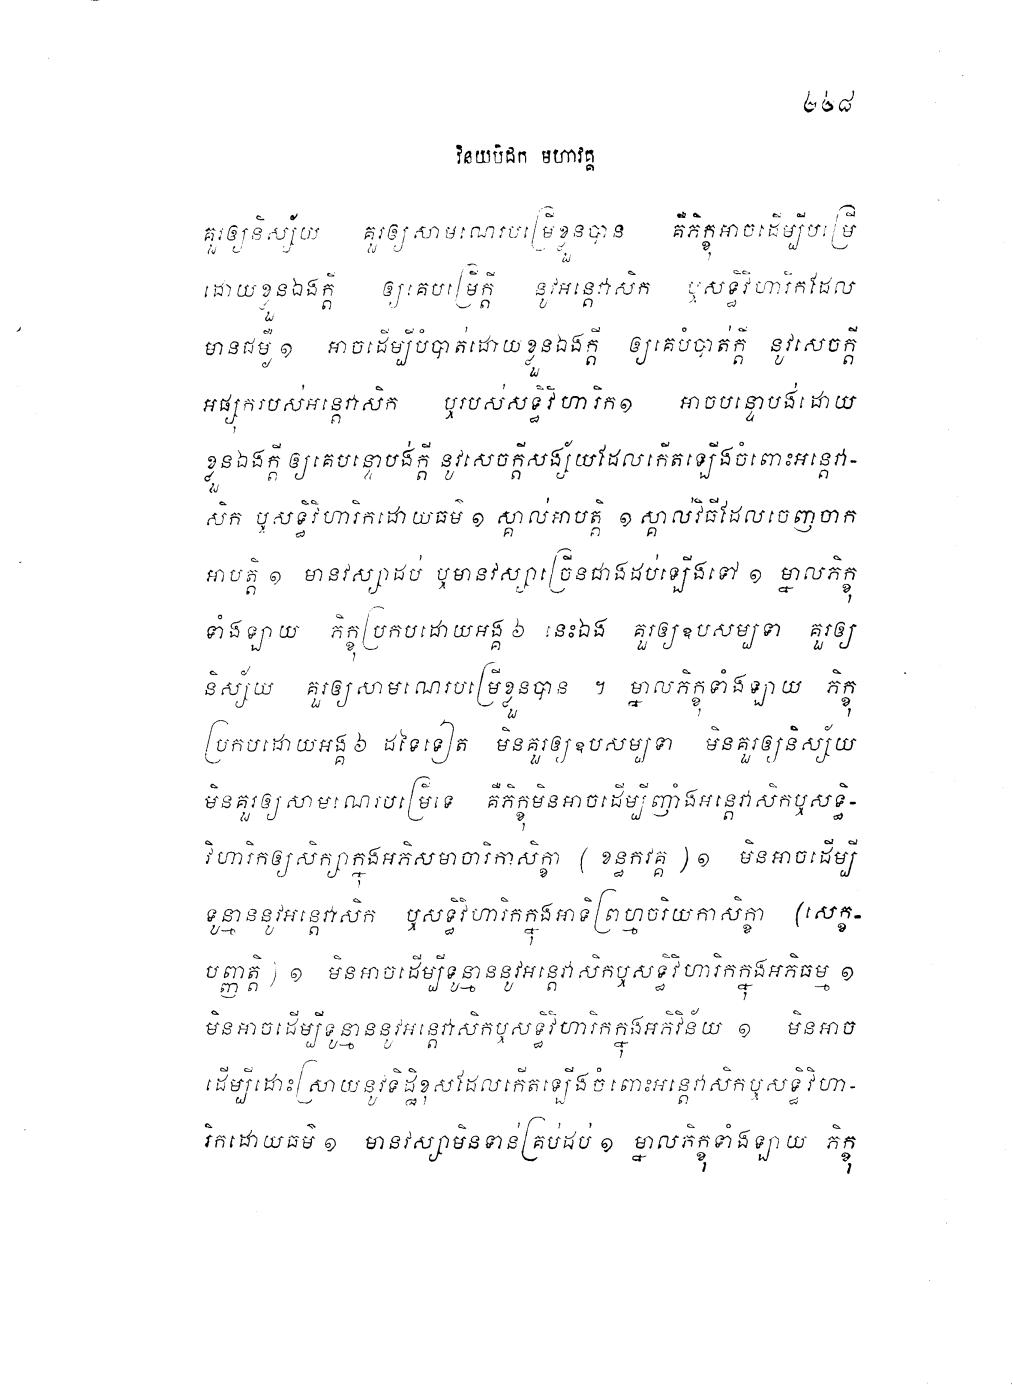 ២៦៨
វិនយបិដក មហាវគ្គ
គួរឲ្យនិស្ស័យ គួរឲ្យសាមណេរបម្រើខ្លួនបាន គឺភិក្ខុអាចដើម្បីបម្រើ
ដោយខ្លួនឯងក្តី ឲ្យគេបម្រើក្តី នូវអន្តេវាសិក ឬសទ្ធិវិហារិកដែល
មានជម្ងឺ ១ អាចដើម្បីបំបាត់ដោយខ្លួនឯងក្តី ឲ្យគេបំបាត់ក្តី នូវសេចក្តី
អផ្សុករបស់អន្តេវាសិក ឬរបស់សទ្ធិវិហារិក១ អាចបន្ទោបង់ដោយ
ខ្លួនឯងក្តី ឲ្យគេបន្ទោបង់ក្តី នូវសេចក្តីសង្ស័យដែលកើតឡើងចំពោះអន្តេវា-
សិក ឬសទ្ធិវិហារិកដោយធម៌ ១ ស្គាល់អាបត្តិ ១ ស្គាល់វិធីដែលចេញចាក
អាបត្តិ ១ មានវស្សាដប់ ឬមានវស្សាច្រើនជាងដប់ឡើងទៅ ១ ម្នាលភិក្ខុ
ទាំងឡាយ ភិក្ខុប្រកបដោយអង្គ ៦ នេះឯង គួរឲ្យឧបសម្បទា គួរឲ្យ
និស្ស័យ គួរឲ្យសាមណេរបម្រើខ្លួនបាន ។ ម្នាលភិក្ខុទាំងឡាយ ភិក្ខុ
ប្រកបដោយអង្គ ៦ ដទៃទៀត មិនគួរឲ្យឧបសម្បទា មិនគួរឲ្យនិស្ស័យ
មិនគួរឲ្យសាមណេរបម្រើទេ គឺភិក្ខុមិនអាចដើម្បីញុាំងអន្តេវាសិកឬសទ្ធិ-
វិហារិកឲ្យសិក្សាក្នុងអភិសមាចារិកាសិក្ខា ( ខន្ធកវគ្គ ) ១ មិនអាចដើម្បី
ទូន្មាននូវអន្តេវាសិក ឬសទ្ធិវិហារិកក្នុងអាទិព្រហ្មចរិយកាសិក្ខា (សេក្ខ-
បញ្ញត្តិ) ១ មិនអាចដើម្បីទូន្មាននូវអន្តេវាសិកឬសទ្ធិវិហារិកក្នុងអភិធម្ម ១
មិនអាចដើម្បីទូន្មាននូវអន្តេវាសិកឬសទ្ធិវិហារិកក្នុងអភិវិន័យ ១ មិនអាច
ដើម្បីដោះស្រាយនូវទិដ្ឋិខុសដែលកើតឡើងចំពោះអន្តេវាសិកឬសទ្ធិវិហា-
រិកដោយធម៌ ១ មានវស្សាមិនទាន់គ្រប់ដប់ ១ ម្នាលភិក្ខុទាំងឡាយ ភិក្ខុ